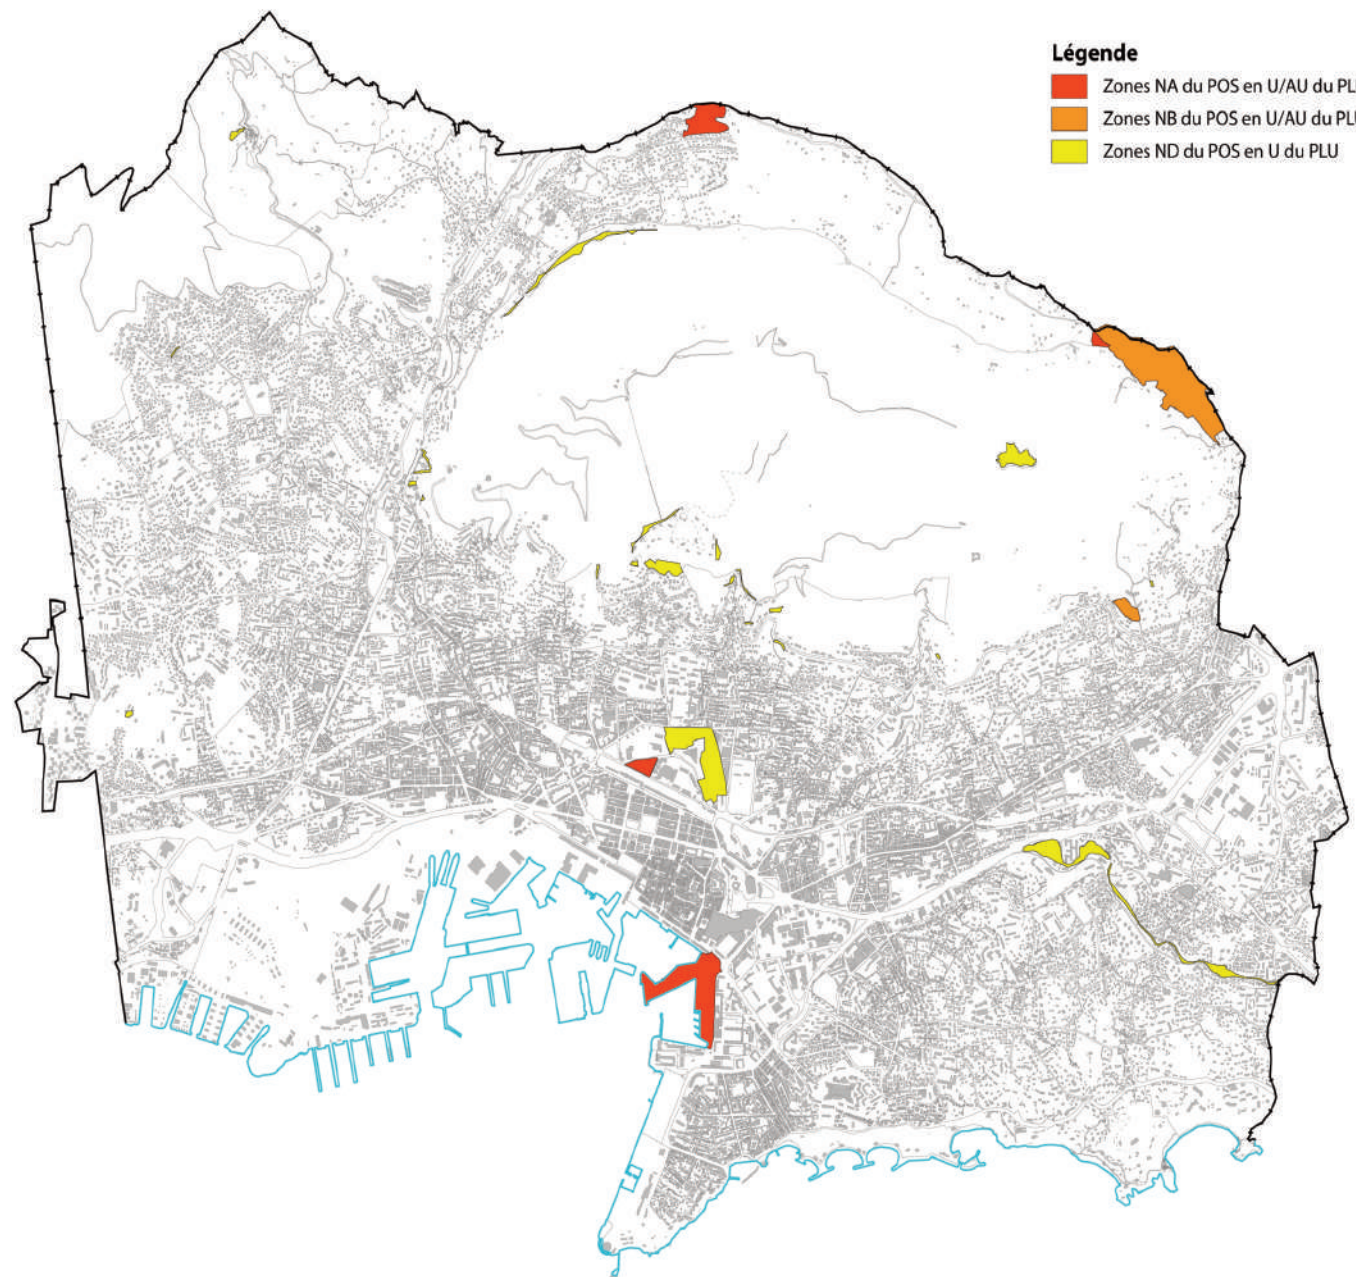 Légende
Zones NA du POS en U/AU du PL
Zones NB du POS en U/AU du PLU
Zones ND du POS en U du PLU